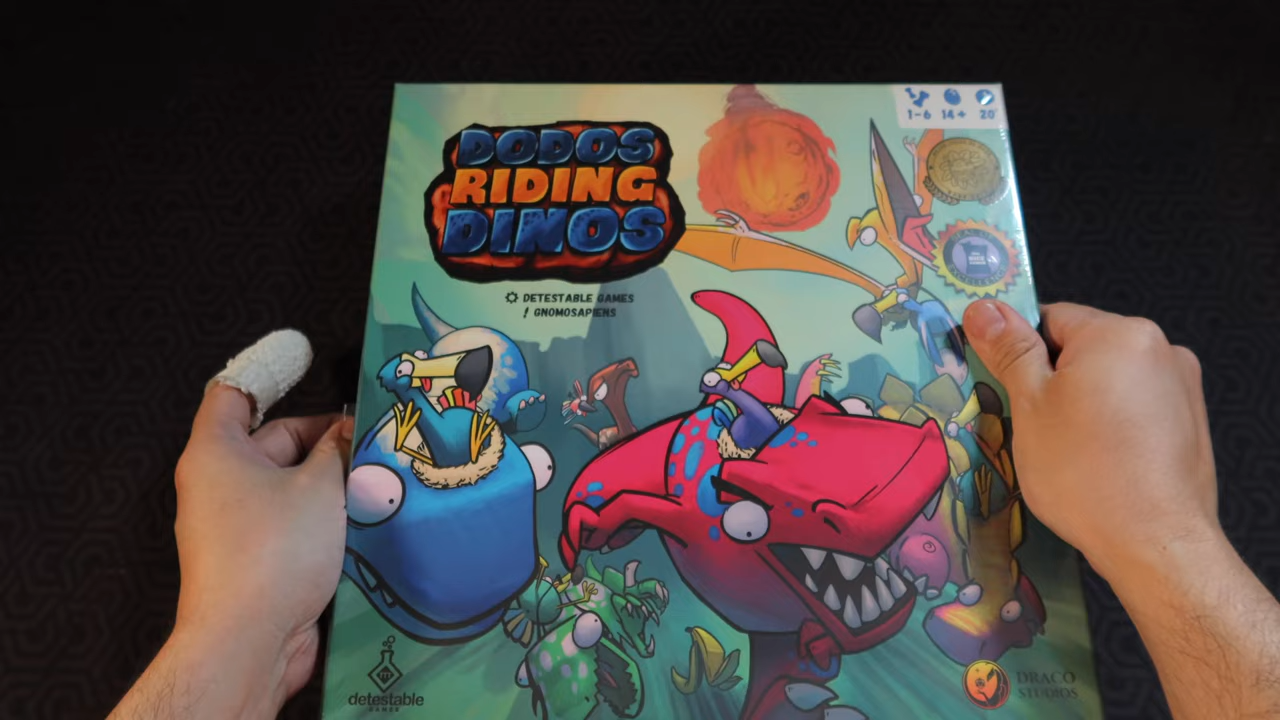 DODOS
RIDING
DINOS
DETESTABLE GAMES
GNOMOSAPIENS
1-6 14+ 20'
detestable
GAMES
DRACO
STUDIOS